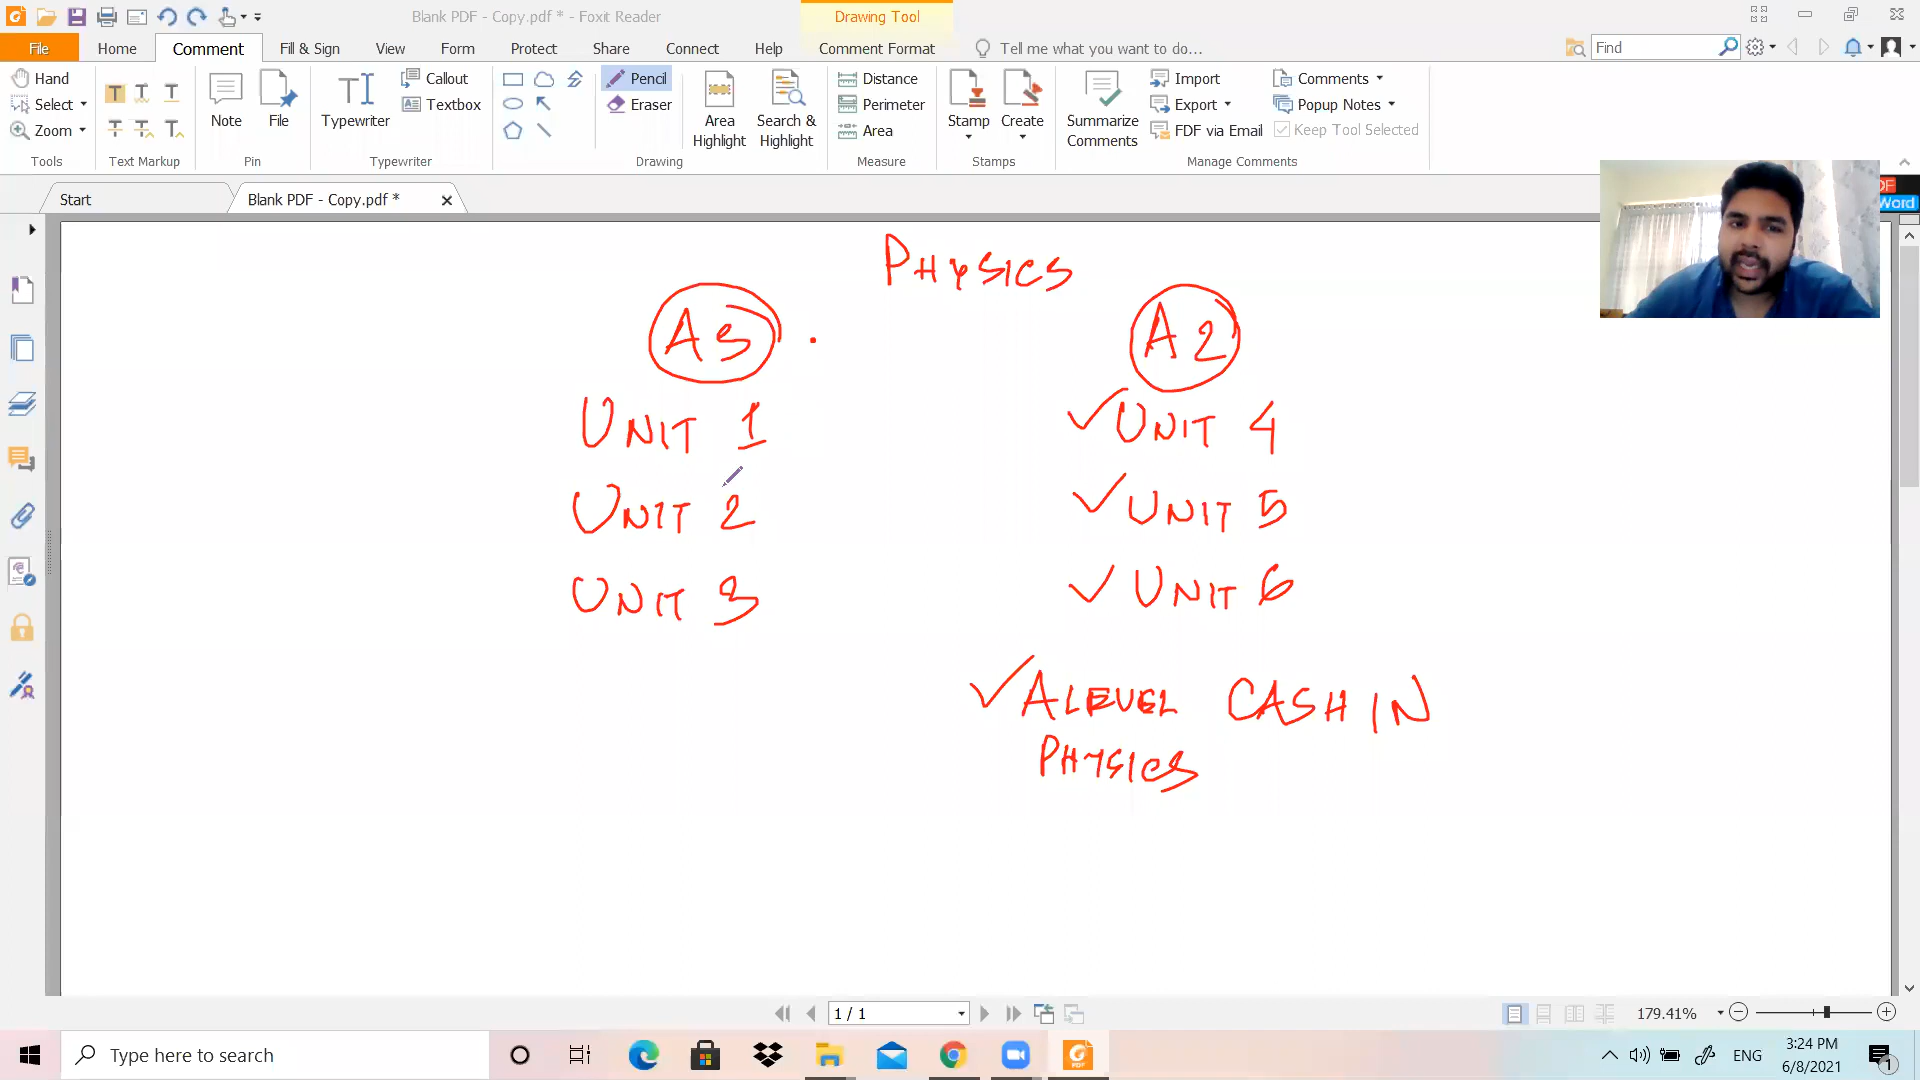 Blank PDF - Copy.pdf * - Foxit Reader
Drawing Tool
File Home Comment Fill & Sign View Form Protect Share Connect Help Comment Format Tell me what you want to do... Find
Hand
Select
Zoom
Tools
Text Markup
Note
File
Pin
Typewriter
Typewriter
Callout
Textbox
Pencil
Eraser
Area Highlight
Search & Highlight
Drawing
Distance
Perimeter
Area
Measure
Stamp
Create
Stamps
Summarize Comments
Import
Export
FDF via Email
Comments
Popup Notes
Keep Tool Selected
Manage Comments
Start
Blank PDF - Copy.pdf *
Word
PHYSICS
AS
A2
UNIT 1
UNIT 4
UNIT 2
UNIT 5
UNIT 3
UNIT 6
A LEVEL CASH IN
PHYSICS
1 / 1
179.41%
Type here to search
ENG
3:24 PM
6/8/2021
1